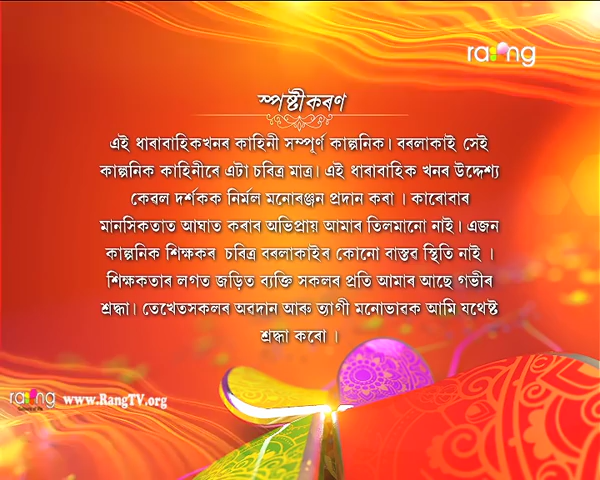 rang
স্পষ্টীকৰণ
এই ধাৰাবাহিকখনৰ কাহিনী সম্পূৰ্ণ কাল্পনিক। বৰলাকাই সেই
কাল্পনিক কাহিনীৰে এটা চৰিত্ৰ মাত্ৰ। এই ধাৰাবাহিক খনৰ উদ্দেশ্য
কেৱল দৰ্শকক নিৰ্মল মনোৰঞ্জন প্ৰদান কৰা । কাৰোবাৰ
মানসিকতাত আঘাত কৰাৰ অভিপ্ৰায় আমাৰ তিলমানো নাই। এজন
কাল্পনিক শিক্ষকৰ চৰিত্ৰ বৰলাকাইৰ কোনো বাস্তৱ স্থিতি নাই ।
শিক্ষকতাৰ লগত জড়িত ব্যক্তি সকলৰ প্ৰতি আমাৰ আছে গভীৰ
শ্ৰদ্ধা। তেখেতসকলৰ অৱদান আৰু ত্যাগী মনোভাৱক আমি যথেষ্ট
শ্ৰদ্ধা কৰো ।
rang www.RangTV.org